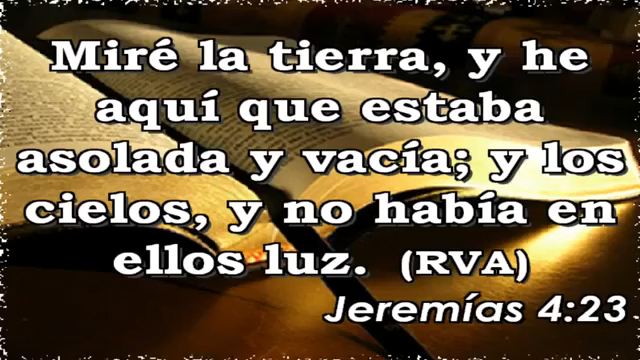 Miré la tierra, y he
aquí que estaba
asolada y vacía; y los
cielos, y no había en
ellos luz. (RVA)
Jeremías 4:23